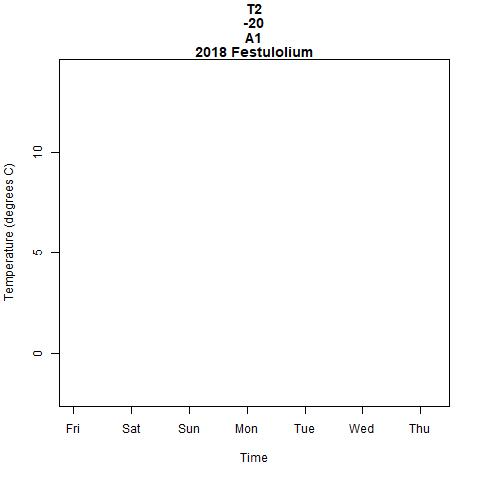 T2
-20
A1
2018 Festulolium
10
5
0
Temperature (degrees C)
Fri Sat Sun Mon Tue Wed Thu
Time